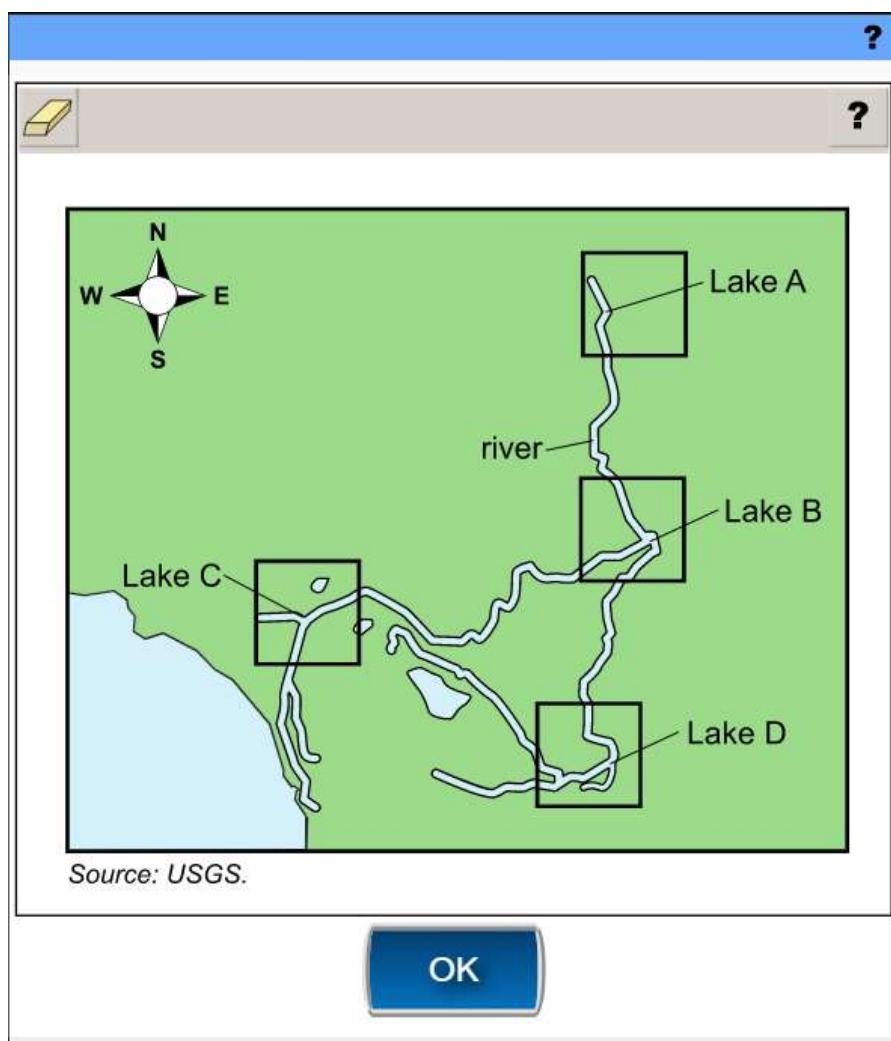 ?
?
N
W E
S
Lake A
river
Lake B
Lake C
Lake D
Source: USGS.
OK